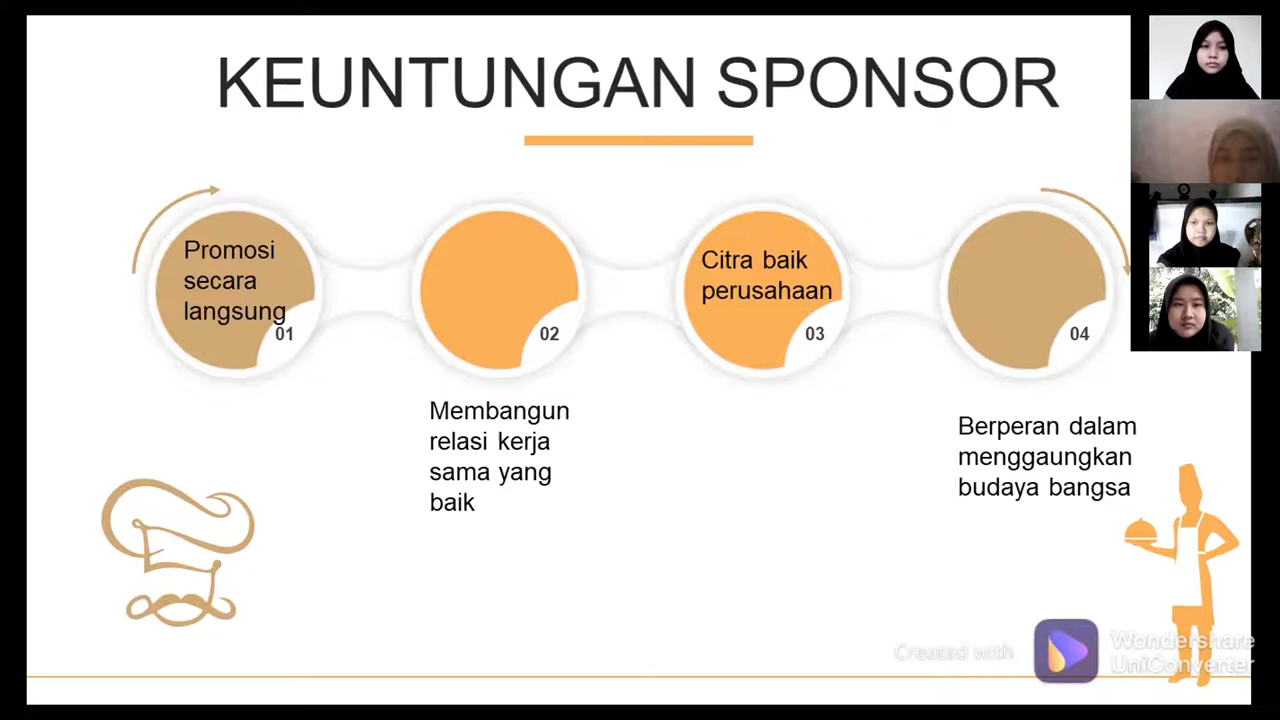 KEUNTUNGAN SPONSOR
Promosi
secara
langsung
01
02
Membangun
relasi kerja
sama yang
baik
Citra baik
perusahaan
03
04
Berperan dalam
menggaungkan
budaya bangsa
Created with
Wondershare
UniConverter